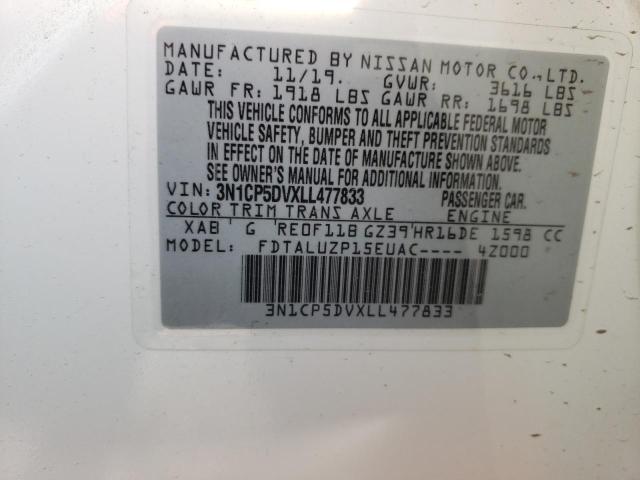 MANUFACTURED BY NISSAN MOTOR CO., LTD.
DATE: 11/19. GVWR: 3616 LBS
GAWR FR: 1918 LBS GAWR RR: 1698 LBS
THIS VEHICLE CONFORMS TO ALL APPLICABLE FEDERAL MOTOR
VEHICLE SAFETY, BUMPER AND THEFT PREVENTION STANDARDS
IN EFFECT ON THE DATE OF MANUFACTURE SHOWN ABOVE.
SEE OWNER'S MANUAL FOR ADDITIONAL INFORMATION
VIN: 3N1CP5DVXLL477833 PASSENGER CAR.
COLOR TRIM TRANS AXLE ENGINE
XAB G RE0F11B GZ39 HR16DE 1598 CC
MODEL: FDTALUZP15EUAC---- 4Z000
3N1CP5DVXLL477833